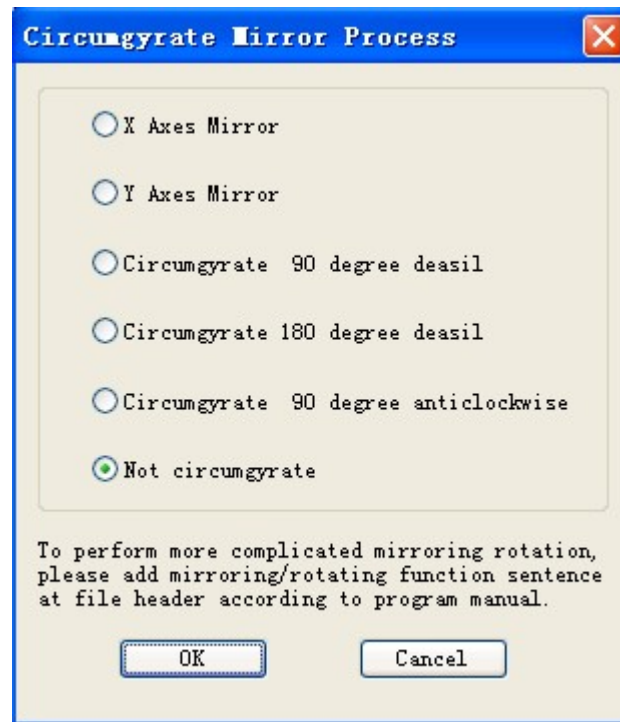 Circumgyrate Mirror Process
X Axes Mirror
Y Axes Mirror
Circumgyrate  90 degree deasil
Circumgyrate 180 degree deasil
Circumgyrate  90 degree anticlockwise
Not circumgyrate
To perform more complicated mirroring rotation,
please add mirroring/rotating function sentence
at file header according to program manual.
OK
Cancel